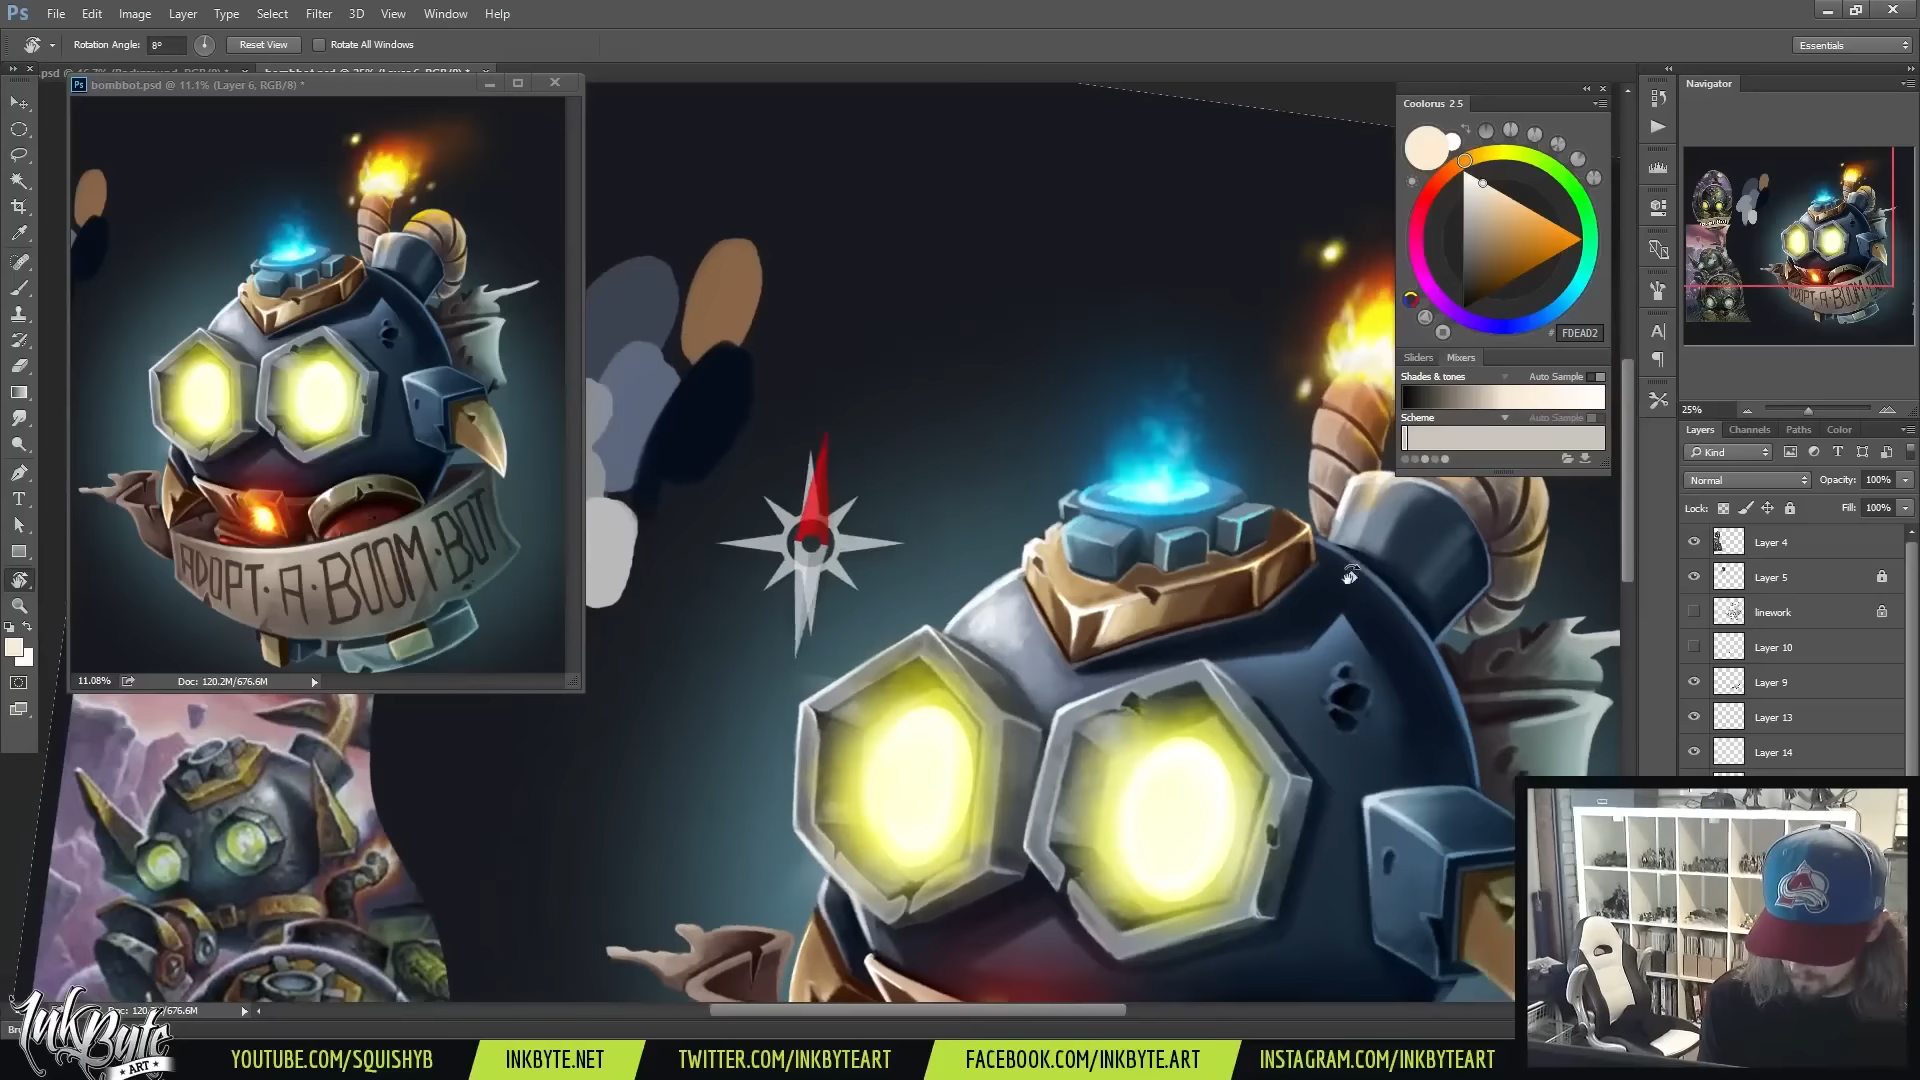 Ps File Edit Image Layer Type Select Filter 3D View Window Help
Rotation Angle: 8° Reset View Rotate All Windows Essentials
bombbot.psd @ 11.1% (Layer 6, RGB/8) *
Coolorus 2.5
Navigator
# FDEAD2
Sliders Mixers
Shades & tones Auto Sample
Scheme Auto Sample
25%
Layers Channels Paths Color
Kind
Normal Opacity: 100%
Lock: Fill: 100%
Layer 4
Layer 5
linework
Layer 10
Layer 9
Layer 13
Layer 14
ADOPT·A·BOOM·BOT
11.08% Doc: 120.2M/676.6M
INKBYTE
ART
YOUTUBE.COM/SQUISHYB INKBYTE.NET TWITTER.COM/INKBYTEART FACEBOOK.COM/INKBYTE.ART INSTAGRAM.COM/INKBYTEART